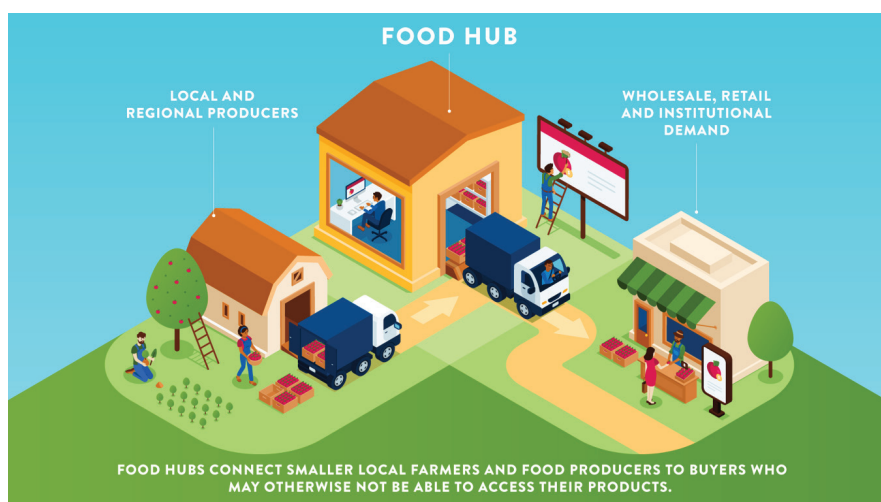 FOOD HUB
LOCAL AND
REGIONAL PRODUCERS
WHOLESALE, RETAIL
AND INSTITUTIONAL
DEMAND
FOOD HUBS CONNECT SMALLER LOCAL FARMERS AND FOOD PRODUCERS TO BUYERS WHO
MAY OTHERWISE NOT BE ABLE TO ACCESS THEIR PRODUCTS.